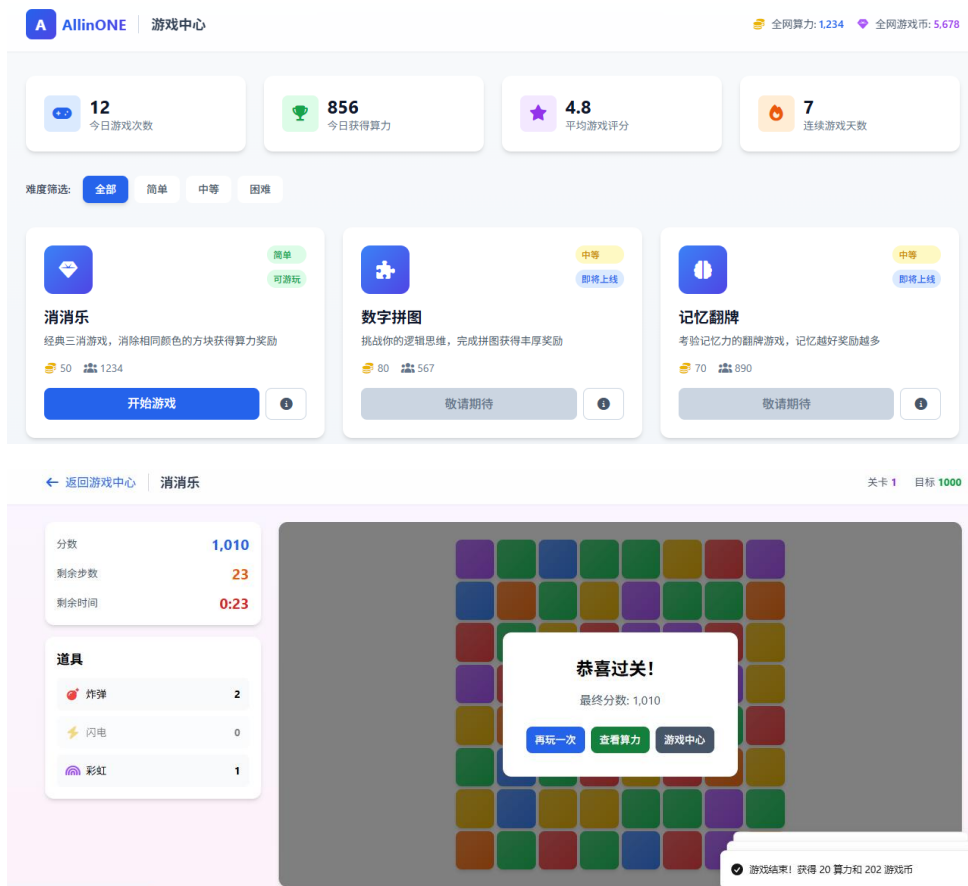 A AllinONE 游戏中心 全网算力: 1,234 全网游戏币: 5,678
12 856 4.8 7
今日游戏次数 今日获得算力 平均游戏评分 连续游戏天数
难度筛选: 全部 简单 中等 困难
简单 中等 中等
可游玩 即将上线 即将上线
消消乐 数字拼图 记忆翻牌
经典三消游戏，消除相同颜色的方块获得算力奖励 挑战你的逻辑思维，完成拼图获得丰厚奖励 考验记忆力的翻牌游戏，记忆越好奖励越多
50 1234 80 567 70 890
开始游戏 敬请期待 敬请期待
返回游戏中心 消消乐 关卡 1 目标 1000
分数 1,010
剩余步数 23
剩余时间 0:23
道具
炸弹 2
闪电 0
彩虹 1
恭喜过关！
最终分数: 1,010
再玩一次 查看算力 游戏中心
游戏结束！获得 20 算力和 202 游戏币